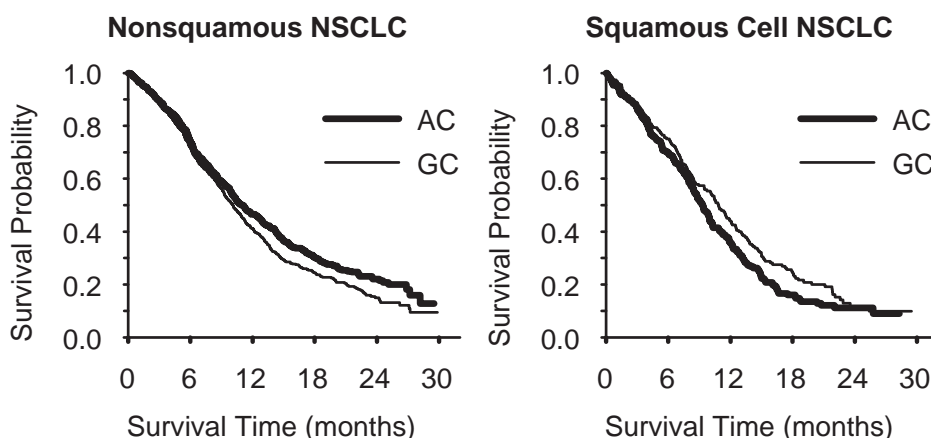 Nonsquamous NSCLC
Survival Probability
1.0
0.8
0.6
0.4
0.2
0.0
AC
GC
0 6 12 18 24 30
Survival Time (months)
Squamous Cell NSCLC
Survival Probability
1.0
0.8
0.6
0.4
0.2
0.0
AC
GC
0 6 12 18 24 30
Survival Time (months)